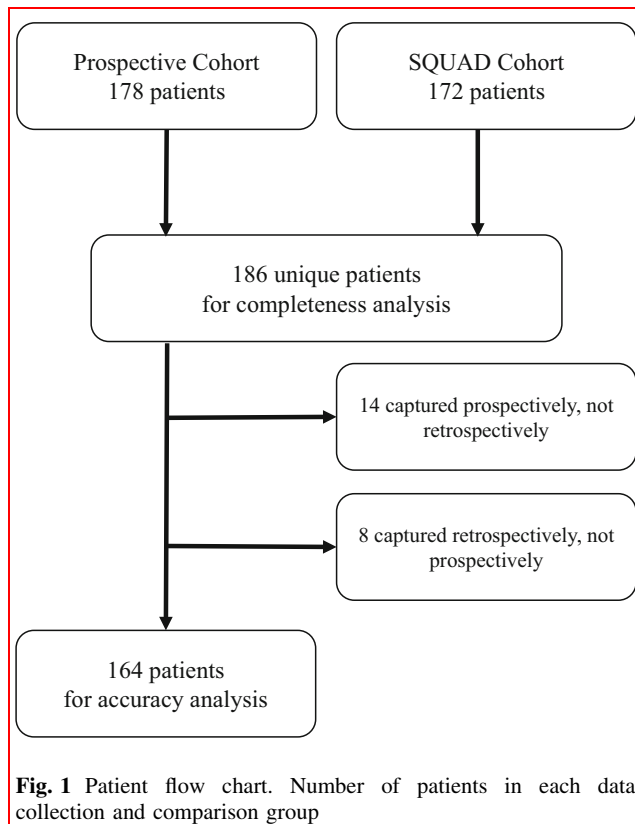 Prospective Cohort
178 patients
SQUAD Cohort
172 patients
186 unique patients
for completeness analysis
14 captured prospectively, not
retrospectively
8 captured retrospectively, not
prospectively
164 patients
for accuracy analysis
Fig. 1 Patient flow chart. Number of patients in each data
collection and comparison group